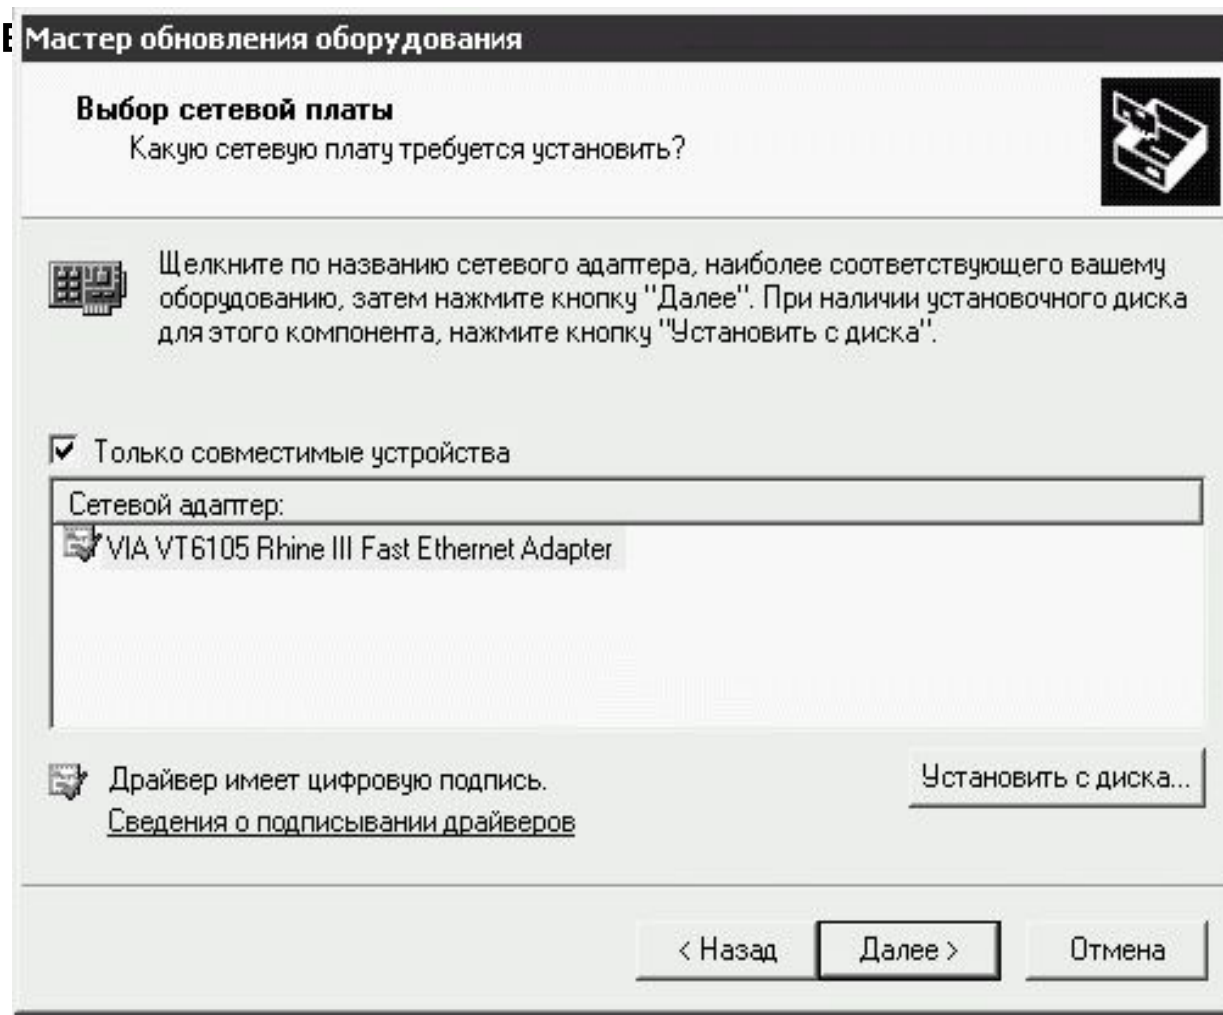 Мастер обновления оборудования
Выбор сетевой платы
Какую сетевую плату требуется установить?
Щелкните по названию сетевого адаптера, наиболее соответствующего вашему
оборудованию, затем нажмите кнопку "Далее". При наличии установочного диска
для этого компонента, нажмите кнопку "Установить с диска".
Только совместимые устройства
Сетевой адаптер:
VIA VT6105 Rhine III Fast Ethernet Adapter
Драйвер имеет цифровую подпись.
Установить с диска...
Сведения о подписывании драйверов
< Назад
Далее >
Отмена